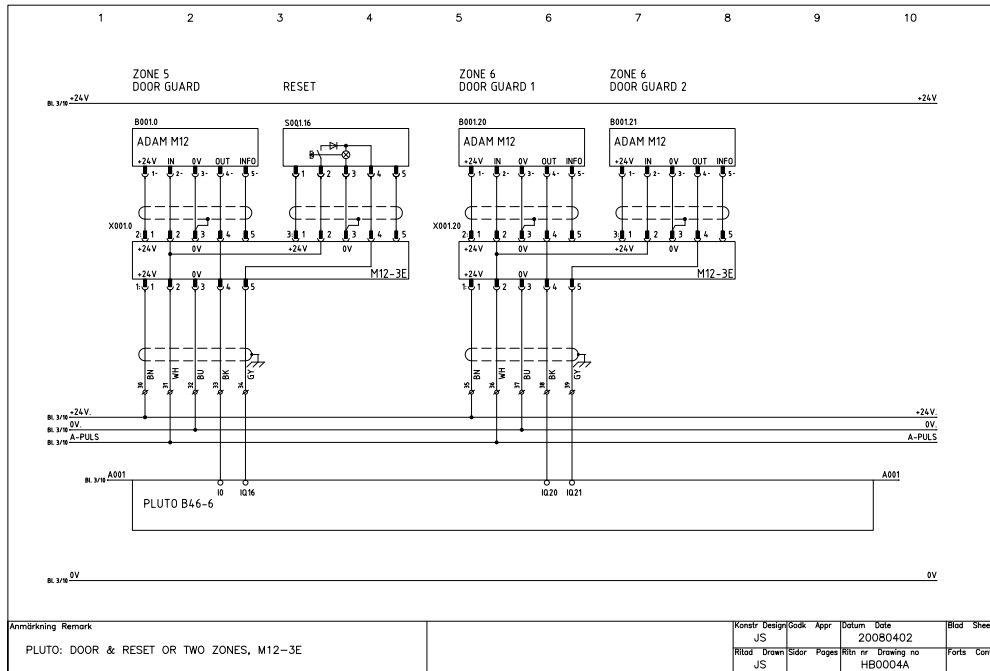 1 2 3 4 5 6 7 8 9 10
ZONE 5
DOOR GUARD
RESET
ZONE 6
DOOR GUARD 1
ZONE 6
DOOR GUARD 2
Bl. 3/10 +24V +24V
B001.0 S001.16 B001.20 B001.21
ADAM M12 ADAM M12 ADAM M12
+24V IN 0V OUT INFO +24V IN 0V OUT INFO +24V IN 0V OUT INFO
1- 2- 3- 4- 5- 1 2 3 4 5 1- 2- 3- 4- 5- 1- 2- 3- 4- 5-
X001.0 X001.20
2: 1 2 3 4 5 3: 1 2 3 4 5 2: 1 2 3 4 5 3: 1 2 3 4 5
+24V 0V +24V 0V +24V 0V +24V 0V
+24V 0V M12-3E +24V 0V M12-3E
1: 1 2 3 4 5 1: 1 2 3 4 5
BN WH BU BK GY BN WH BU BK GY
30 31 32 33 34 35 36 37 38 39
Bl. 3/10 +24V. +24V.
Bl. 3/10 0V. 0V.
Bl. 3/10 A-PULS A-PULS
Bl. 3/10 A001 A001
I0 IQ16 IQ20 IQ21
PLUTO B46-6
Bl. 3/10 0V 0V
Anmärkning Remark
PLUTO: DOOR & RESET OR TWO ZONES, M12-3E
Konstr Design Godk Appr Datum Date Blad Shee
JS 20080402
Ritad Drawn Sidor Pages Ritn nr Drawing no Forts Con
JS HB0004A